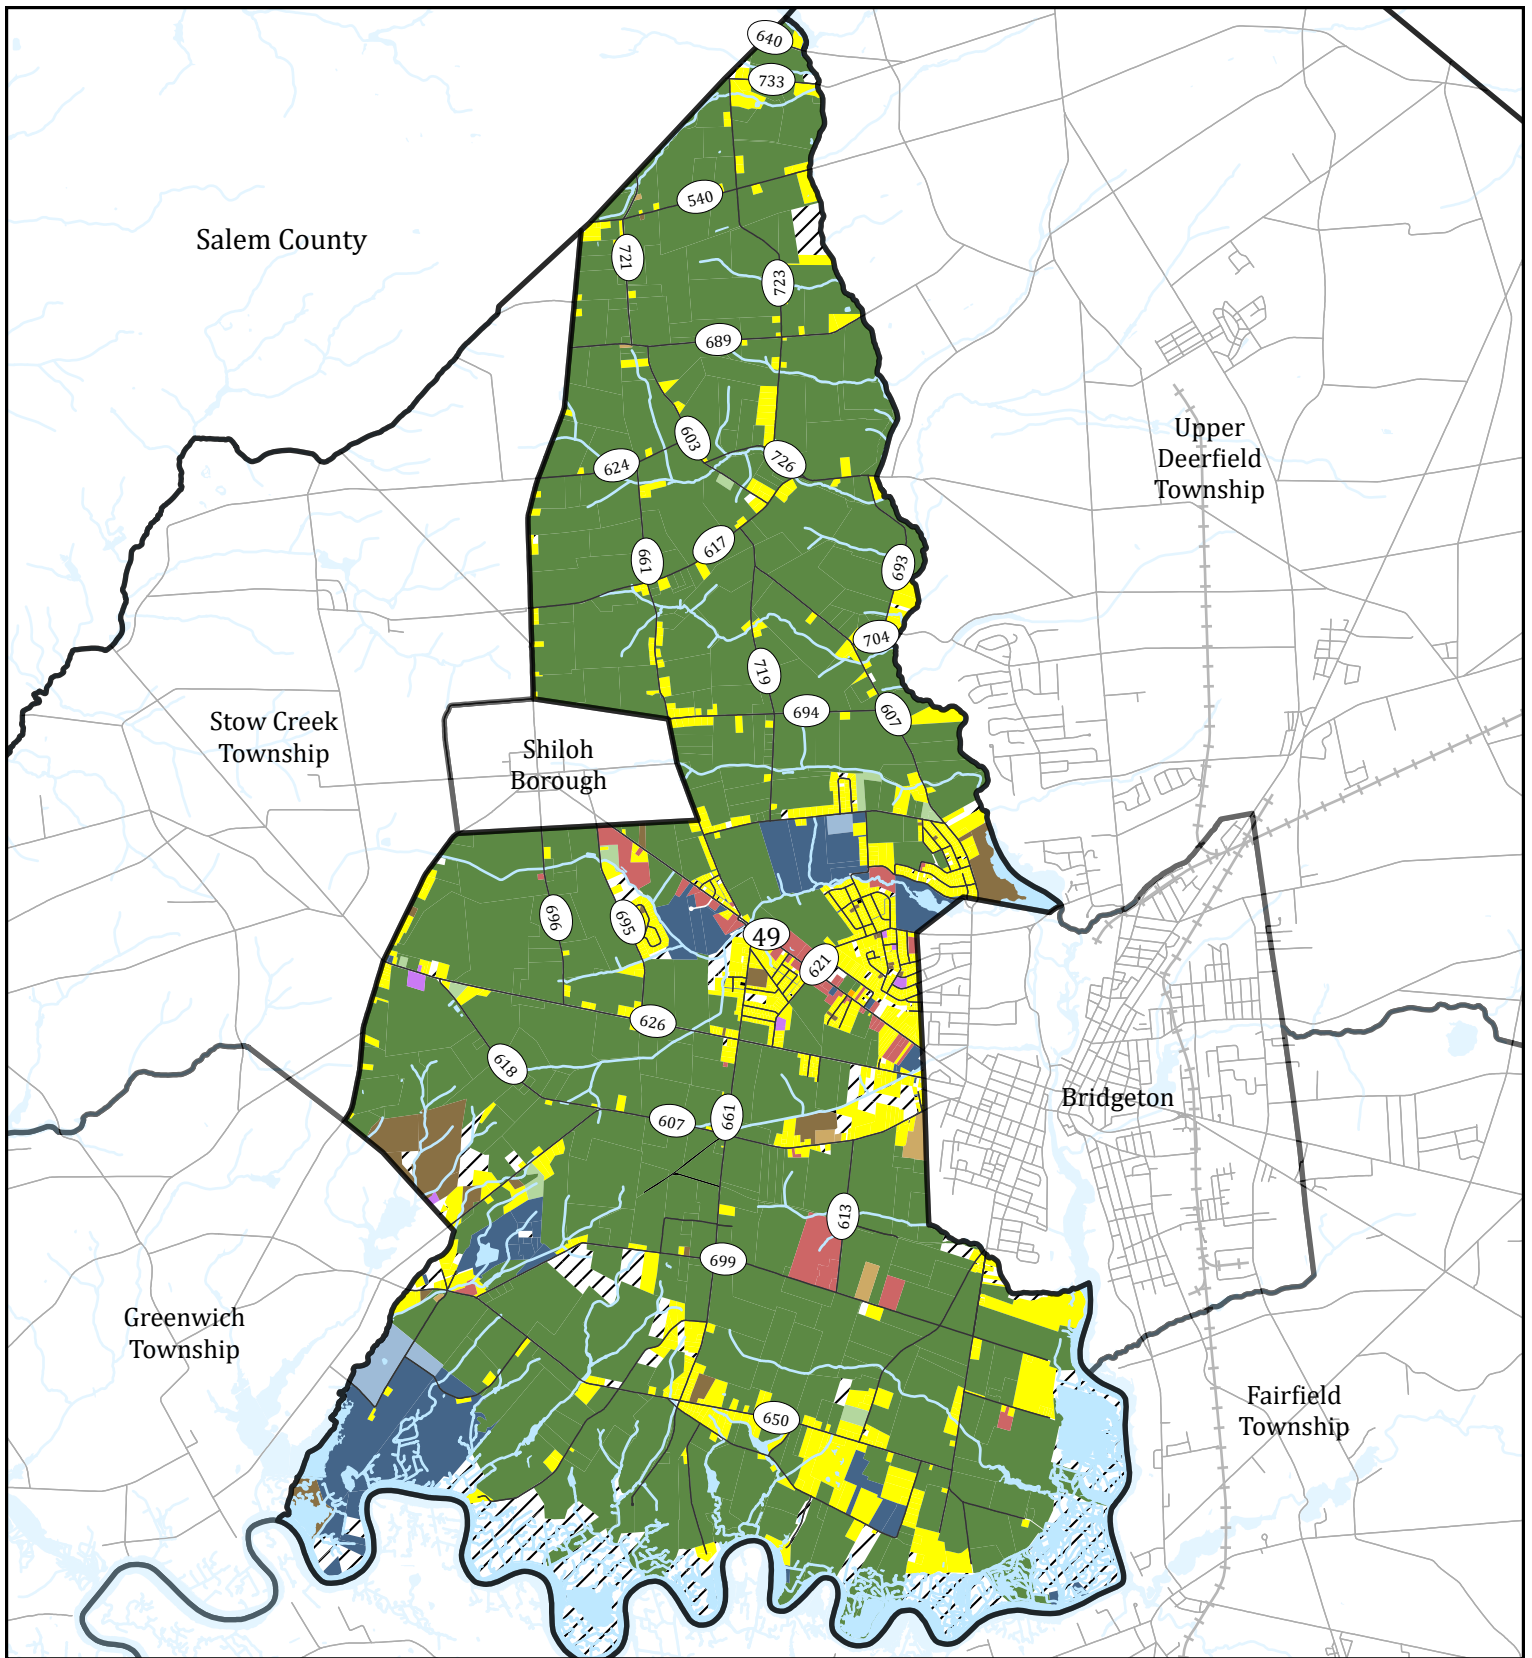 640
733
540
Salem County
721
723
689
603
Upper
Deerfield
Township
624
726
617
661
693
704
719
694
607
Stow Creek
Township
Shiloh
Borough
696
695
49
621
626
618
Bridgeton
607
661
613
699
Greenwich
Township
Fairfield
Township
650